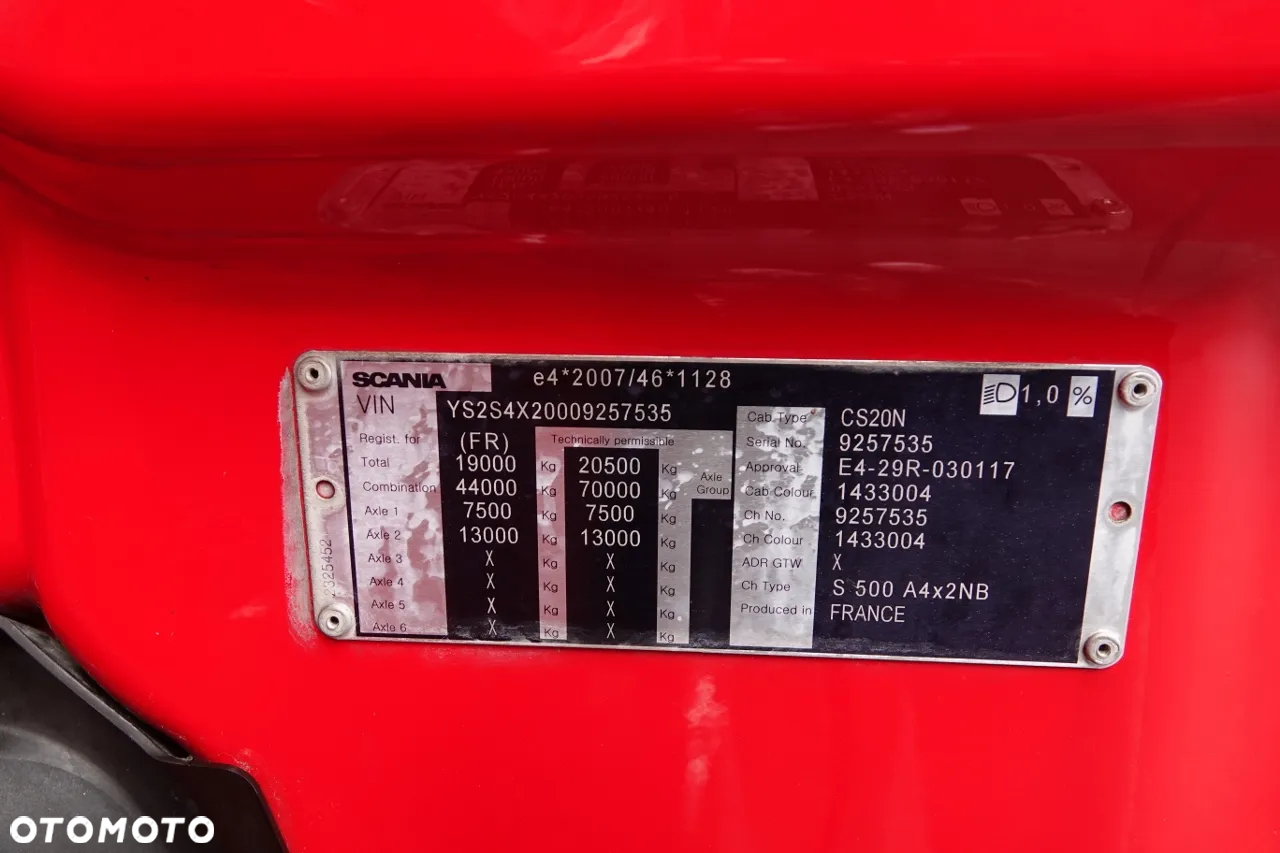 SCANIA e4*2007/46*1128 1,0 %
VIN YS2S4X20009257535
Regist. for (FR) Technically permissible
Total 19000 Kg 20500 Kg Axle Group
Combination 44000 Kg 70000 Kg
Axle 1 7500 Kg 7500 Kg
Axle 2 13000 Kg 13000 Kg
Axle 3 X Kg X Kg
Axle 4 X Kg X Kg
Axle 5 X Kg X Kg
Axle 6 X Kg X Kg
Cab Type CS20N
Serial No. 9257535
Approval E4-29R-030117
Cab Colour 1433004
Ch No. 9257535
Ch Colour 1433004
ADR GTW X
Ch Type S 500 A4x2NB
Produced in FRANCE
OTOMOTO